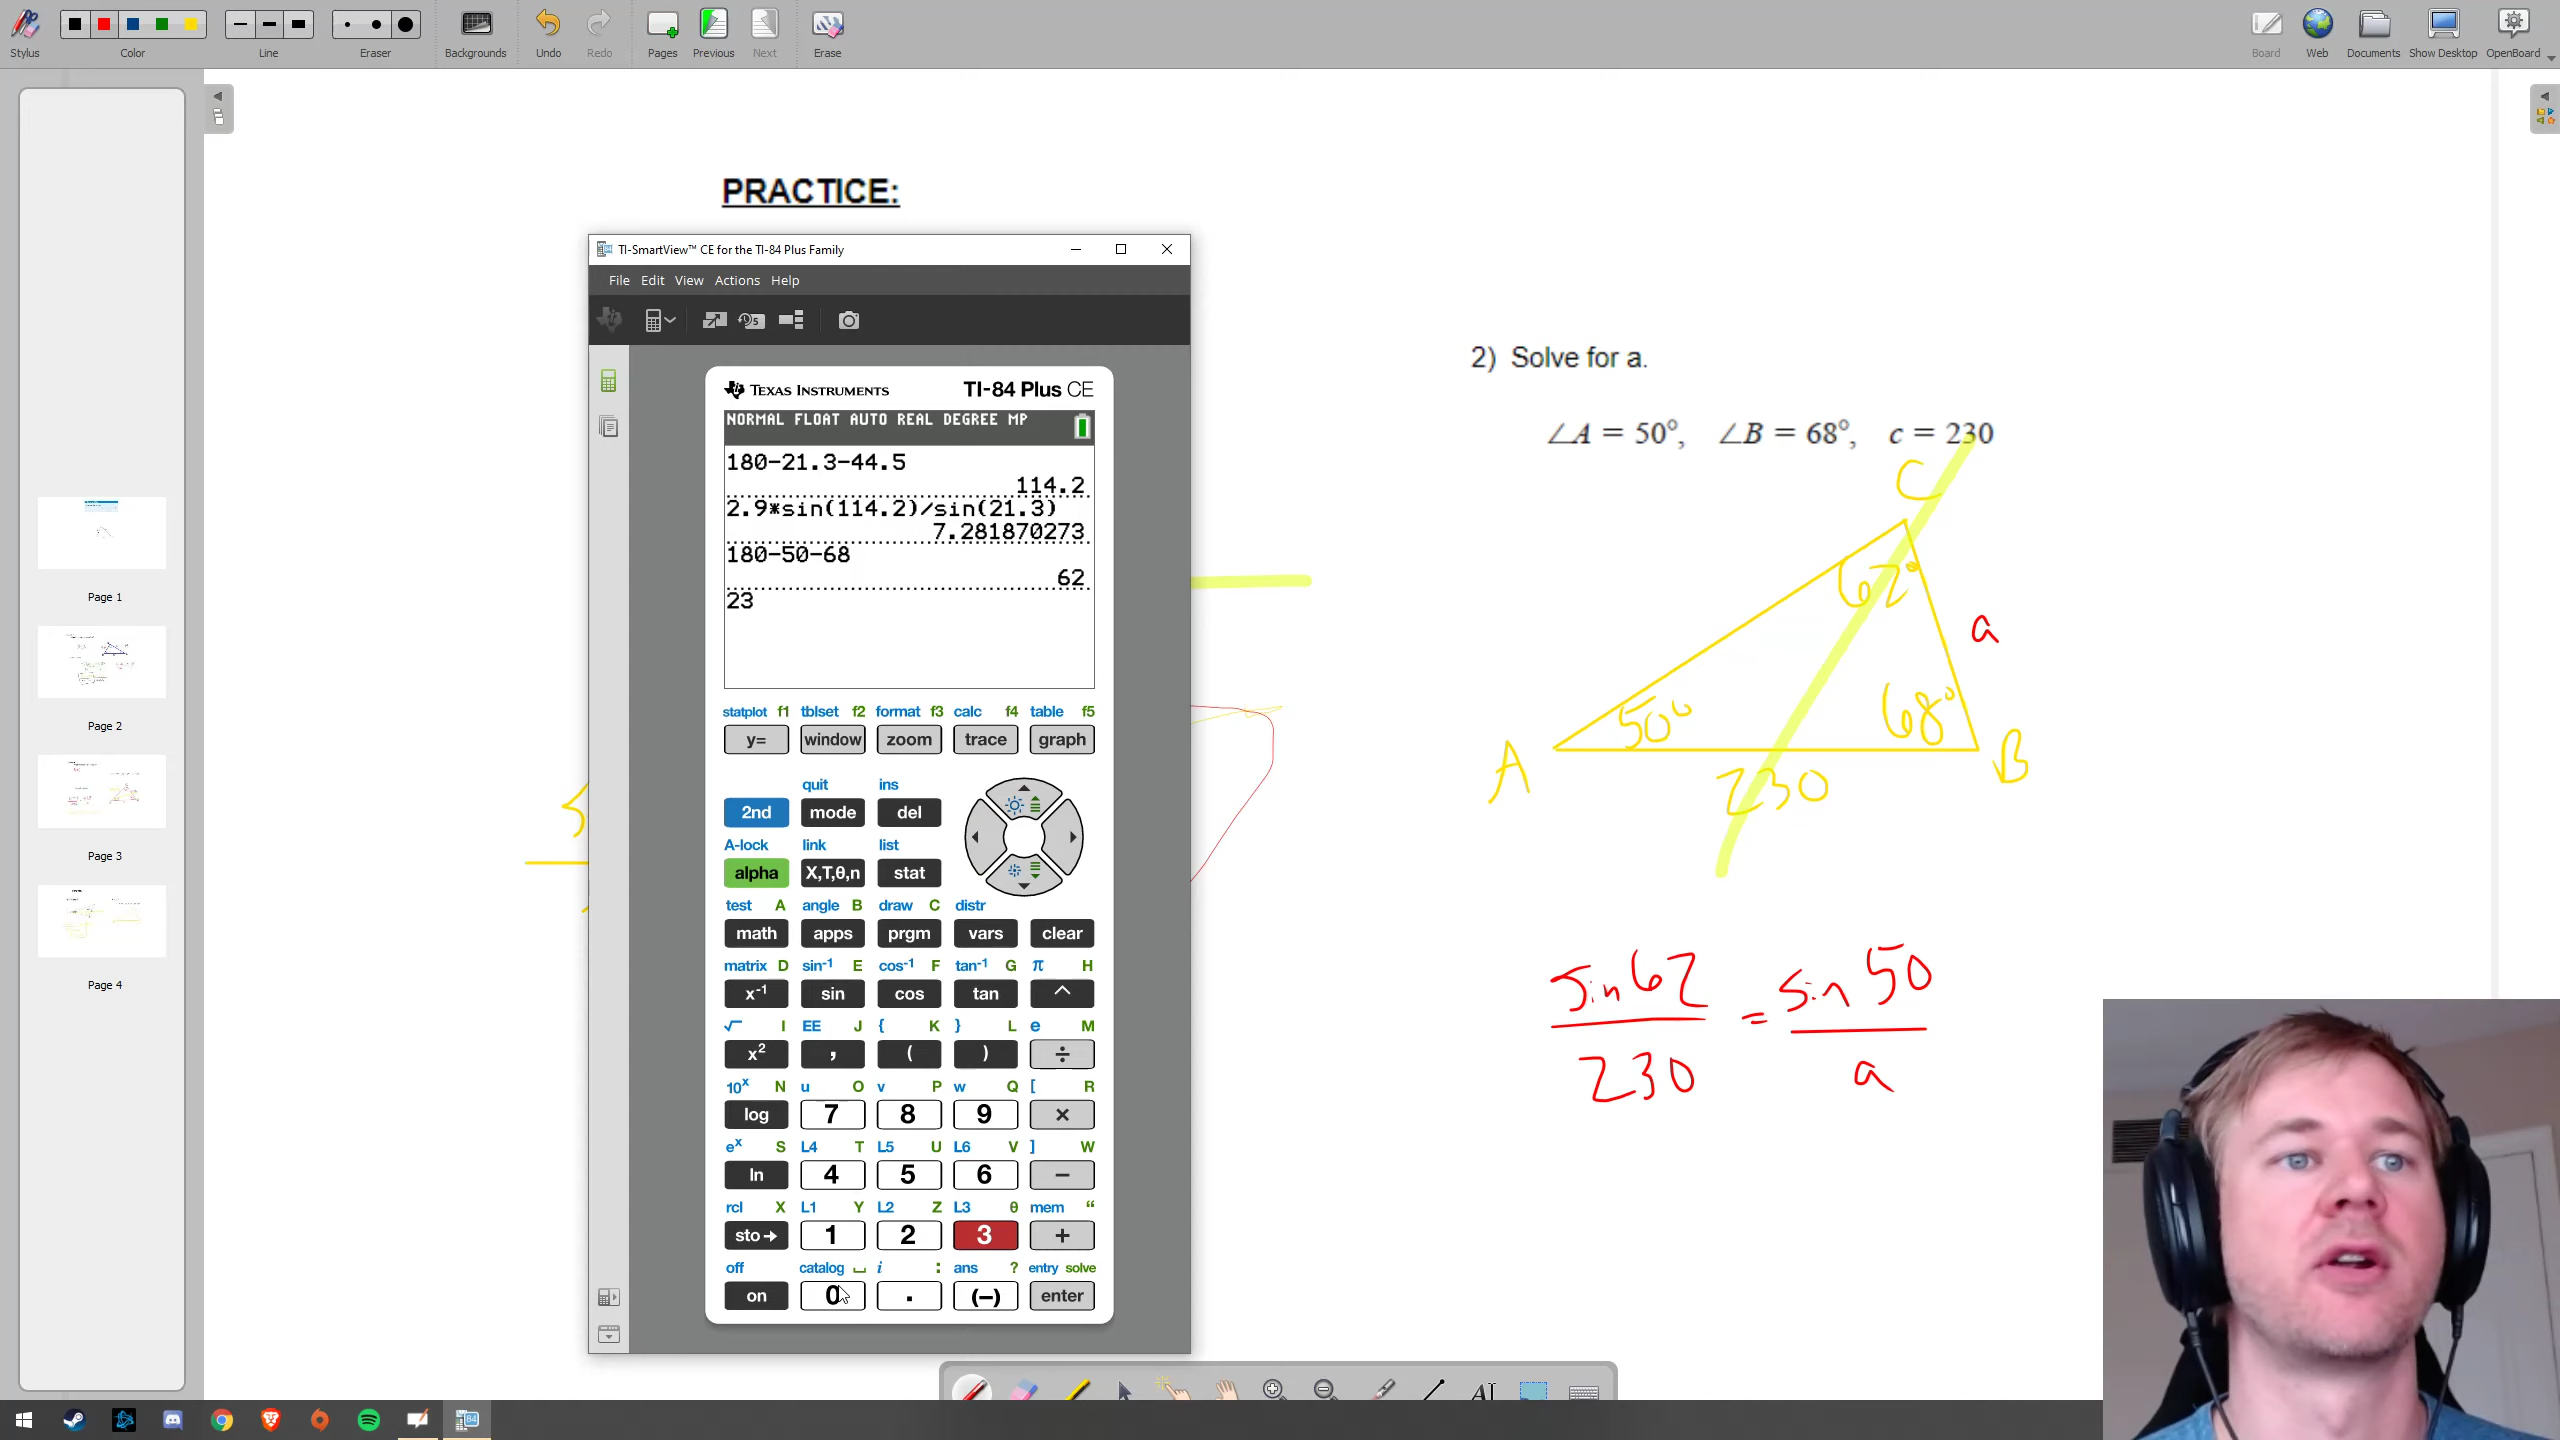 Stylus
Color
Line
Eraser
Backgrounds
Undo
Redo
Pages
Previous
Next
Erase
Board
Web
Documents
Show Desktop
OpenBoard
Page 1
Page 2
Page 3
Page 4
PRACTICE:
TI-SmartView™ CE for the TI-84 Plus Family
File Edit View Actions Help
TEXAS INSTRUMENTS TI-84 Plus CE
NORMAL FLOAT AUTO REAL DEGREE MP
180-21.3-44.5
114.2
2.9*sin(114.2)/sin(21.3)
7.281870273
180-50-68
62
23
statplot f1 tblset f2 format f3 calc f4 table f5
y= window zoom trace graph
quit ins
2nd mode del
A-lock link list
alpha X,T,θ,n stat
test A angle B draw C distr
math apps prgm vars clear
matrix D sin⁻¹ E cos⁻¹ F tan⁻¹ G π H
x⁻¹ sin cos tan ^
√ I EE J { K } L e M
x² , ( ) ÷
10ˣ N u O v P w Q [ R
log 7 8 9 ×
eˣ S L4 T L5 U L6 V ] W
ln 4 5 6 −
rcl X L1 Y L2 Z L3 θ mem “
sto→ 1 2 3 +
off catalog ⎵ i : ans ? entry solve
on 0 . (−) enter
2) Solve for a.
∠A = 50°, ∠B = 68°, c = 230
C
62°
a
50°
68°
A
B
230
sin 62 = sin 50
230 a